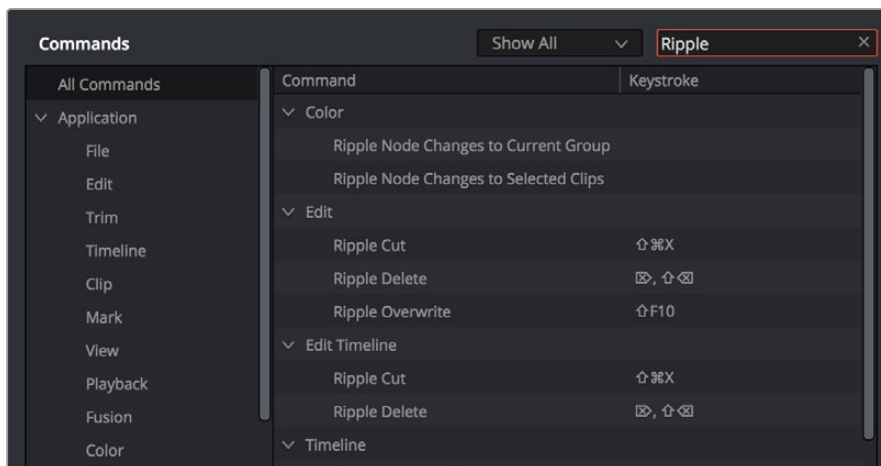 Commands
Show All
Ripple
All Commands
Application
File
Edit
Trim
Timeline
Clip
Mark
View
Playback
Fusion
Color
Command Keystroke
Color
Ripple Node Changes to Current Group
Ripple Node Changes to Selected Clips
Edit
Ripple Cut ⇧⌘X
Ripple Delete ⌦, ⇧⌫
Ripple Overwrite ⇧F10
Edit Timeline
Ripple Cut ⇧⌘X
Ripple Delete ⌦, ⇧⌫
Timeline